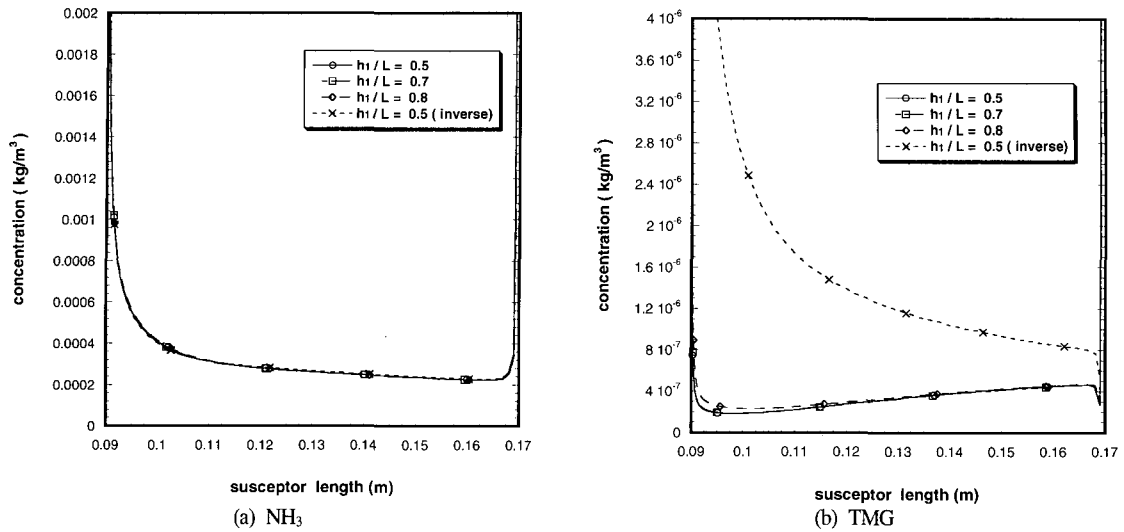 0.002
0.0018
0.0016
0.0014
0.0012
0.001
0.0008
0.0006
0.0004
0.0002
0
concentration ( kg/m³ )
h₁ / L = 0.5
h₁ / L = 0.7
h₁ / L = 0.8
h₁ / L = 0.5 ( inverse)
0.09 0.1 0.11 0.12 0.13 0.14 0.15 0.16 0.17
susceptor length (m)
(a) NH₃
4 10⁻⁶
3.6 10⁻⁶
3.2 10⁻⁶
2.8 10⁻⁶
2.4 10⁻⁶
2 10⁻⁶
1.6 10⁻⁶
1.2 10⁻⁶
8 10⁻⁷
4 10⁻⁷
0
concentration ( kg/m³ )
h₁ / L = 0.5
h₁ / L = 0.7
h₁ / L = 0.8
h₁ / L = 0.5 (inverse)
0.09 0.1 0.11 0.12 0.13 0.14 0.15 0.16 0.17
susceptor length (m)
(b) TMG